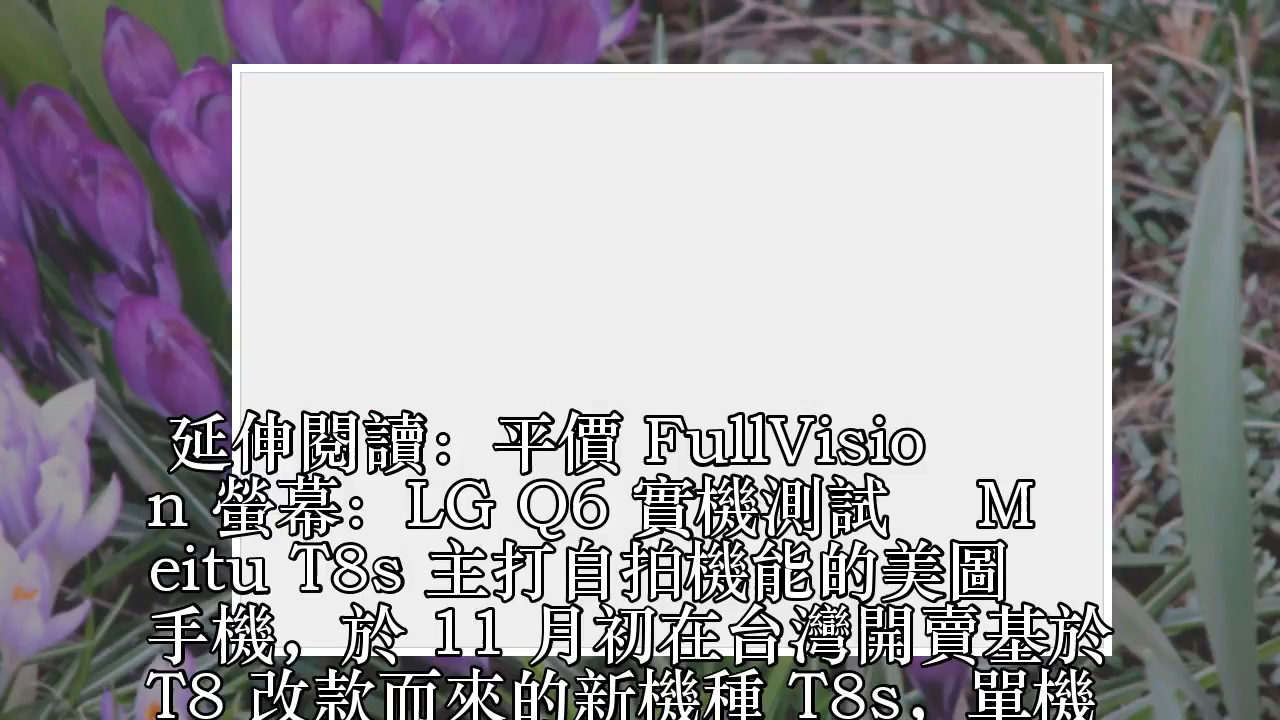 延伸閱讀：平價 FullVisio
n 螢幕：LG Q6 實機測試 M
eitu T8s 主打自拍機能的美圖
手機，於 11 月初在台灣開賣基於
T8 改款而來的新機種 T8s，單機